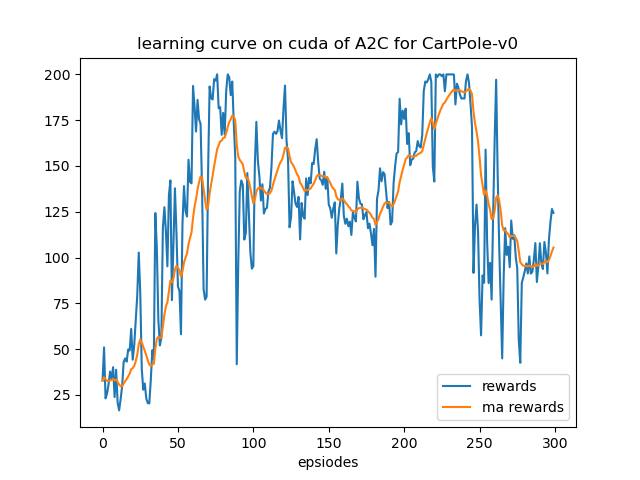 learning curve on cuda of A2C for CartPole-v0
200
175
150
125
100
75
50
25
0 50 100 150 200 250 300
epsiodes
rewards
ma rewards